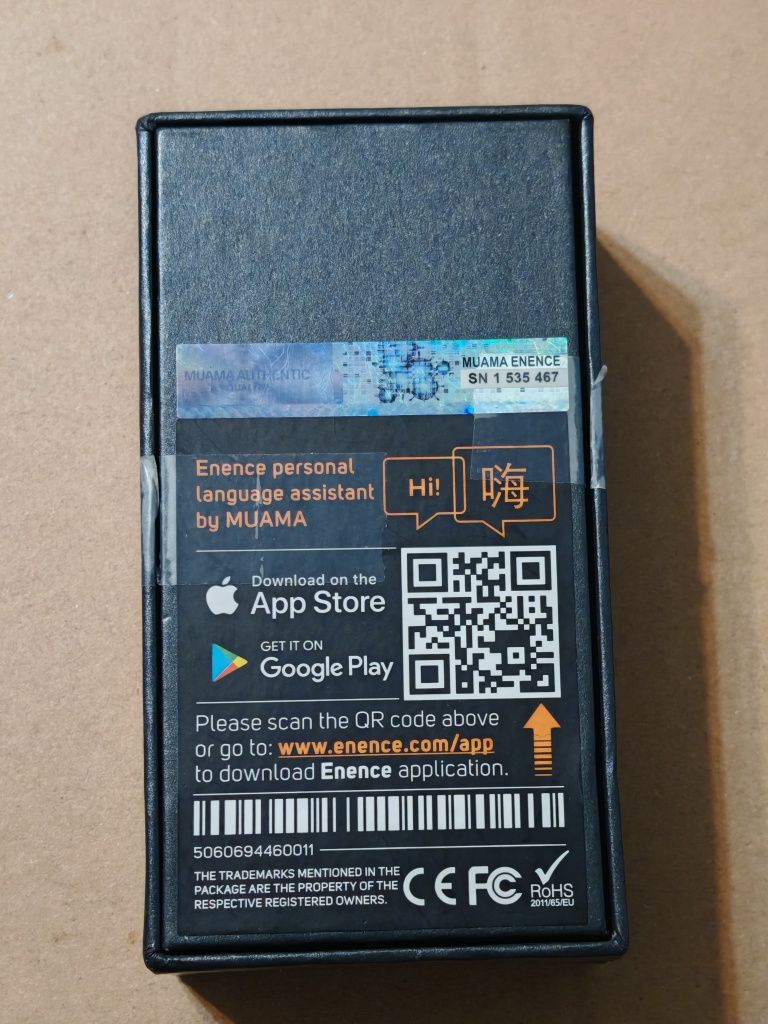 MUAMA AUTHENTIC
MUAMA ENENCE
SN 1 535 467
Enence personal
language assistant
by MUAMA
Hi!
嗨
Download on the
App Store
GET IT ON
Google Play
Please scan the QR code above
or go to: www.enence.com/app
to download Enence application.
5060694460011
THE TRADEMARKS MENTIONED IN THE
PACKAGE ARE THE PROPERTY OF THE
RESPECTIVE REGISTERED OWNERS.
CE FC
RoHS
2011/65/EU